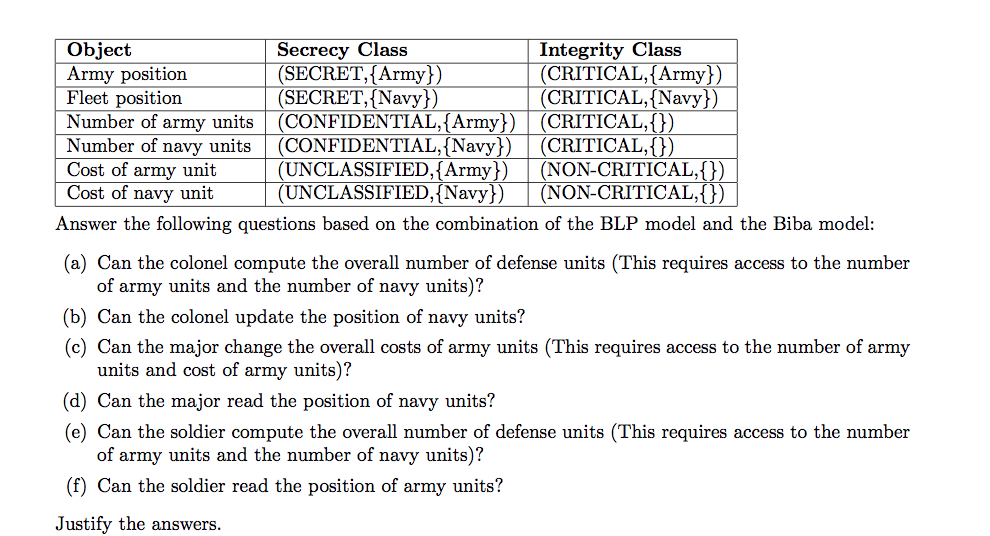 Object Secrecy Class Integrity Class
Army position (SECRET,{Army}) (CRITICAL,{Army})
Fleet position (SECRET,{Navy}) (CRITICAL,{Navy})
Number of army units (CONFIDENTIAL,{Army}) (CRITICAL,{})
Number of navy units (CONFIDENTIAL,{Navy}) (CRITICAL,{})
Cost of army unit (UNCLASSIFIED,{Army}) (NON-CRITICAL,{})
Cost of navy unit (UNCLASSIFIED,{Navy}) (NON-CRITICAL,{})
Answer the following questions based on the combination of the BLP model and the Biba model:
(a) Can the colonel compute the overall number of defense units (This requires access to the number
of army units and the number of navy units)?
(b) Can the colonel update the position of navy units?
(c) Can the major change the overall costs of army units (This requires access to the number of army
units and cost of army units)?
(d) Can the major read the position of navy units?
(e) Can the soldier compute the overall number of defense units (This requires access to the number
of army units and the number of navy units)?
(f) Can the soldier read the position of army units?
Justify the answers.